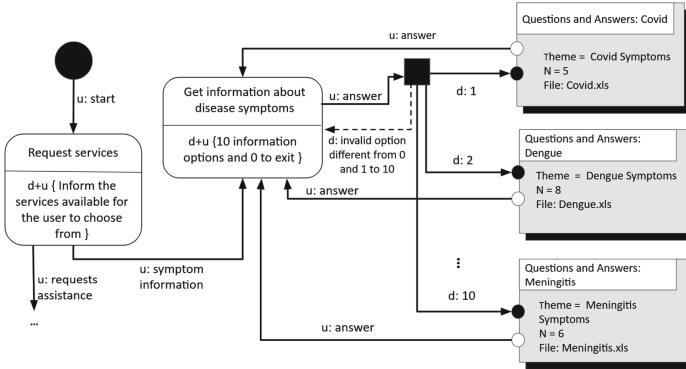 u: start
Request services
d+u { Inform the
services available for
the user to choose
from }
u: requests
assistance
...
u: symptom
information
Get information about
disease symptoms
d+u {10 information
options and 0 to exit }
u: answer
u: answer
d: invalid option
different from 0
and 1 to 10
d: 1
d: 2
u: answer
...
d: 10
u: answer
Questions and Answers: Covid
Theme = Covid Symptoms
N = 5
File: Covid.xls
Questions and Answers:
Dengue
Theme = Dengue Symptoms
N = 8
File: Dengue.xls
Questions and Answers:
Meningitis
Theme = Meningitis
Symptoms
N = 6
File: Meningitis.xls